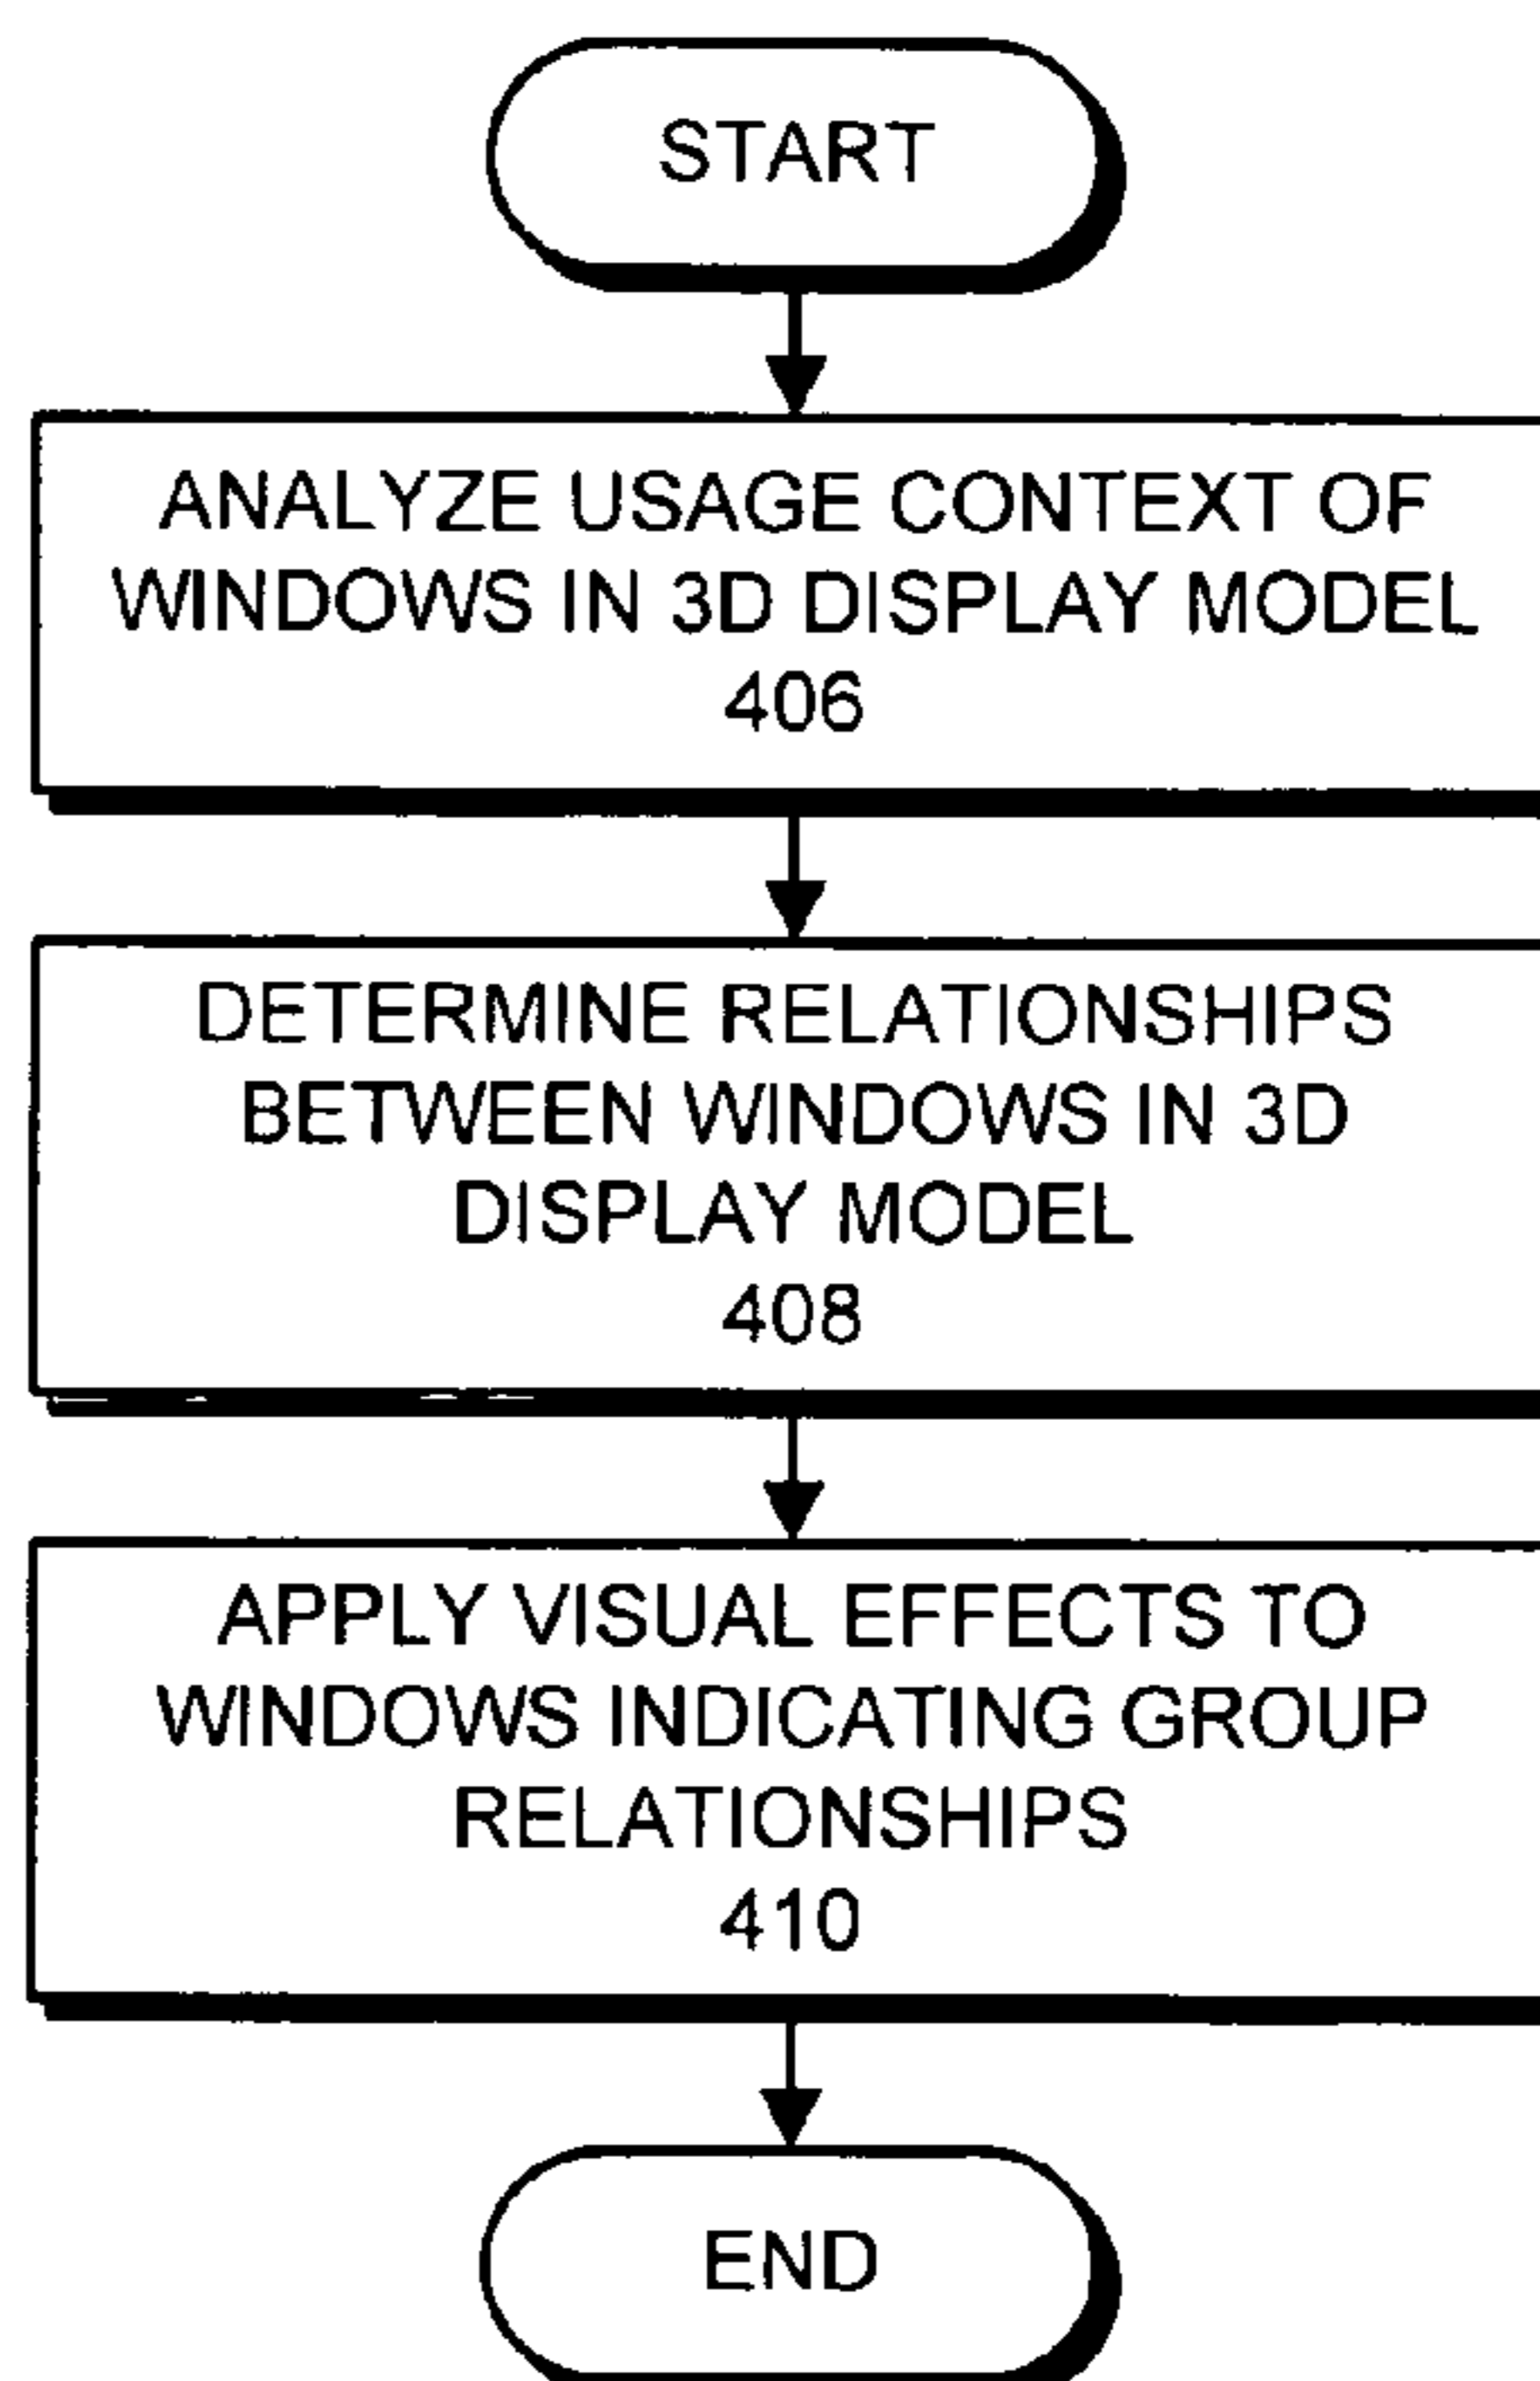 START
ANALYZE USAGE CONTEXT OF
WINDOWS IN 3D DISPLAY MODEL
406
DETERMINE RELATIONSHIPS
BETWEEN WINDOWS IN 3D
DISPLAY MODEL
408
APPLY VISUAL EFFECTS TO
WINDOWS INDICATING GROUP
RELATIONSHIPS
410
END